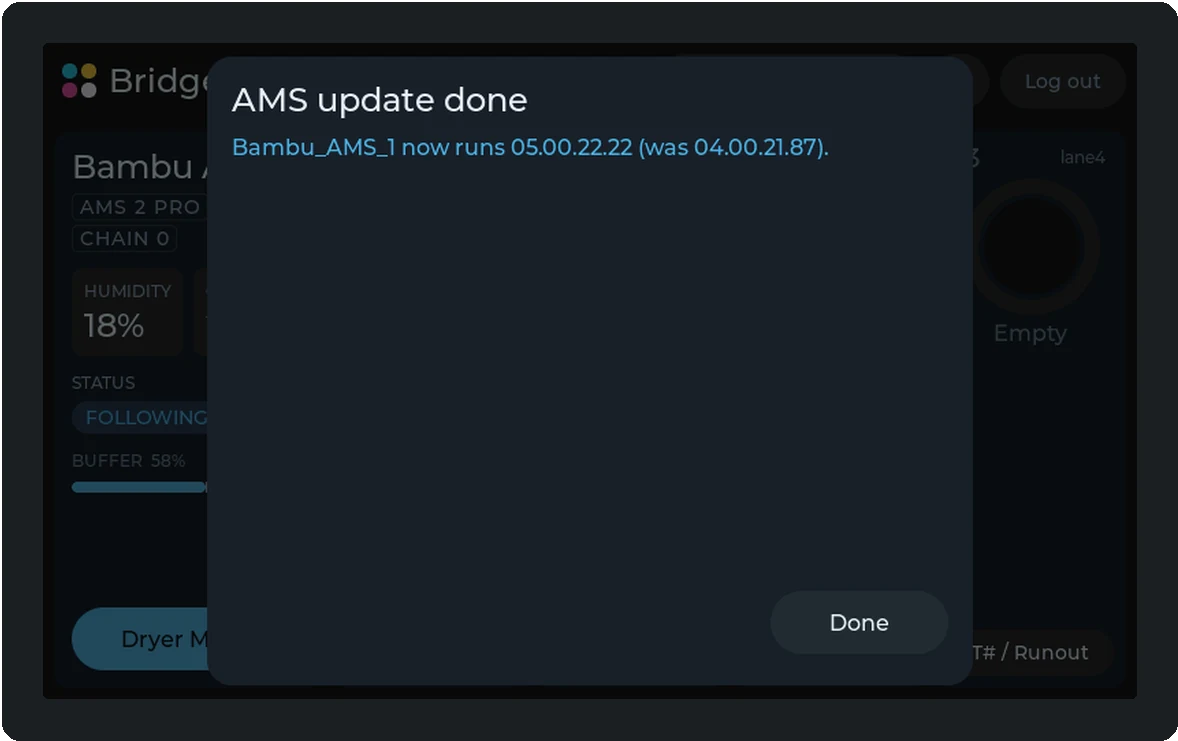 Bridge
Log out
AMS update done
Bambu_AMS_1 now runs 05.00.22.22 (was 04.00.21.87).
Bambu
lane4
AMS 2 PRO
CHAIN 0
HUMIDITY
18%
Empty
STATUS
FOLLOWING
BUFFER 58%
Done
Dryer M
T# / Runout